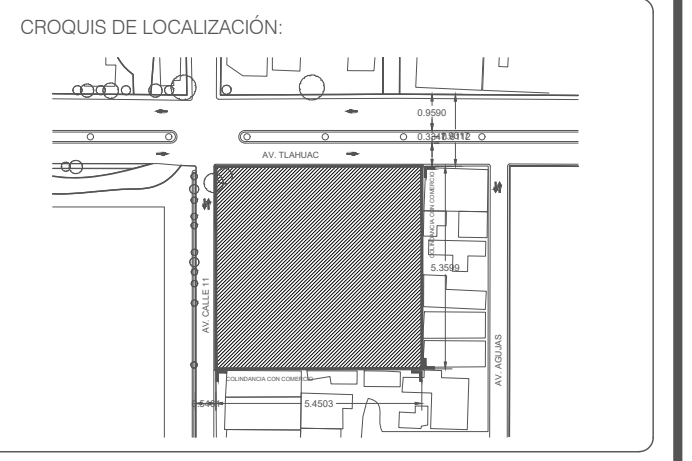 CROQUIS DE LOCALIZACIÓN:
0.9590
AV. TLAHUAC
COLINDANCIA CON COMERCIO
5.3599
AV. CALLE 11
AV. AGUJAS
COLINDANCIA CON COMERCIO
5.4503